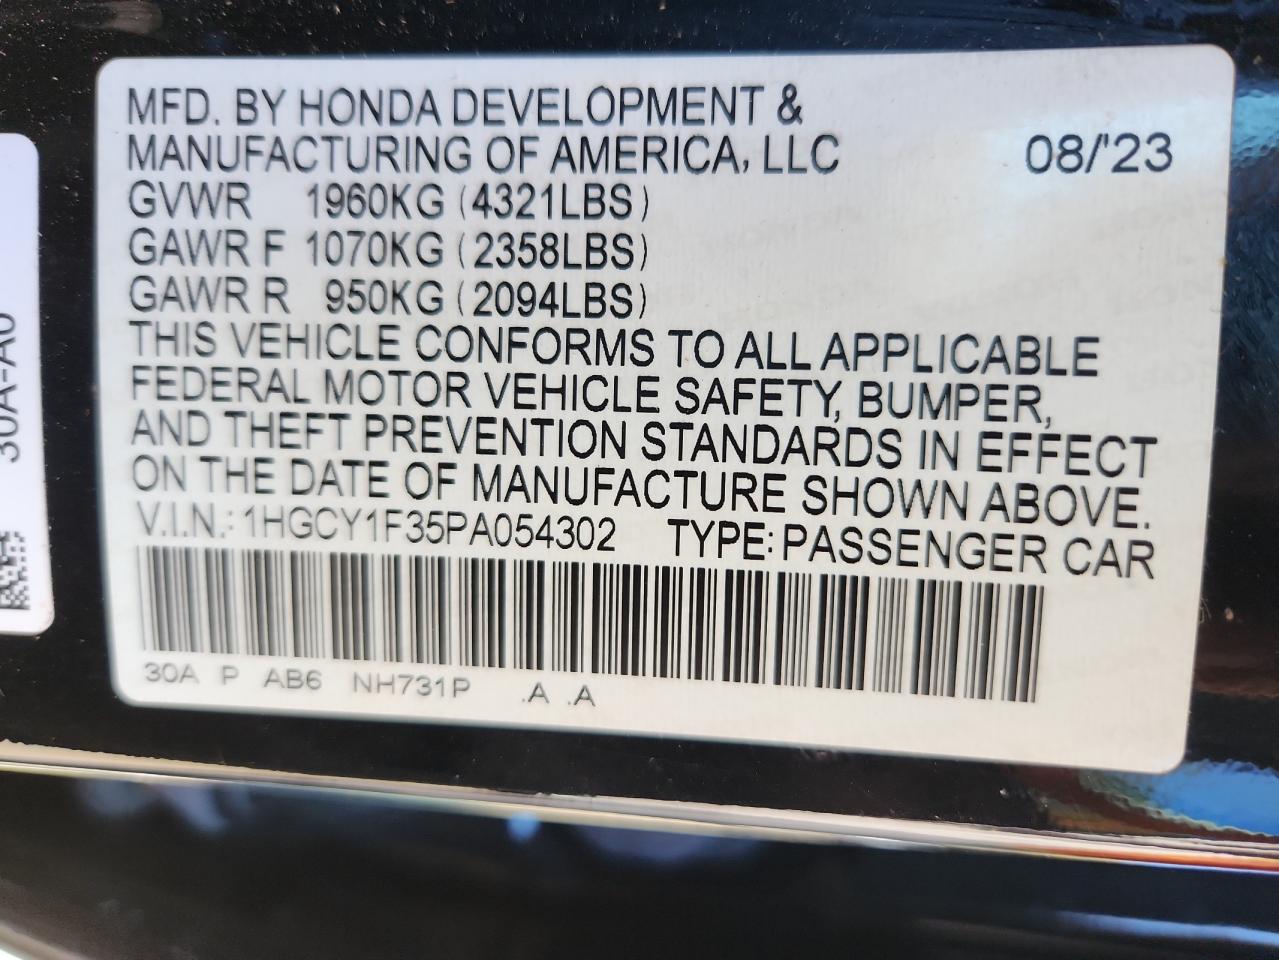 MFD. BY HONDA DEVELOPMENT &
MANUFACTURING OF AMERICA, LLC 08/'23
GVWR 1960KG (4321LBS)
GAWR F 1070KG (2358LBS)
GAWR R 950KG (2094LBS)
THIS VEHICLE CONFORMS TO ALL APPLICABLE
FEDERAL MOTOR VEHICLE SAFETY, BUMPER,
AND THEFT PREVENTION STANDARDS IN EFFECT
ON THE DATE OF MANUFACTURE SHOWN ABOVE.
V.I.N.: 1HGCY1F35PA054302 TYPE: PASSENGER CAR
30A P AB6 NH731P .A .A
30A-A0